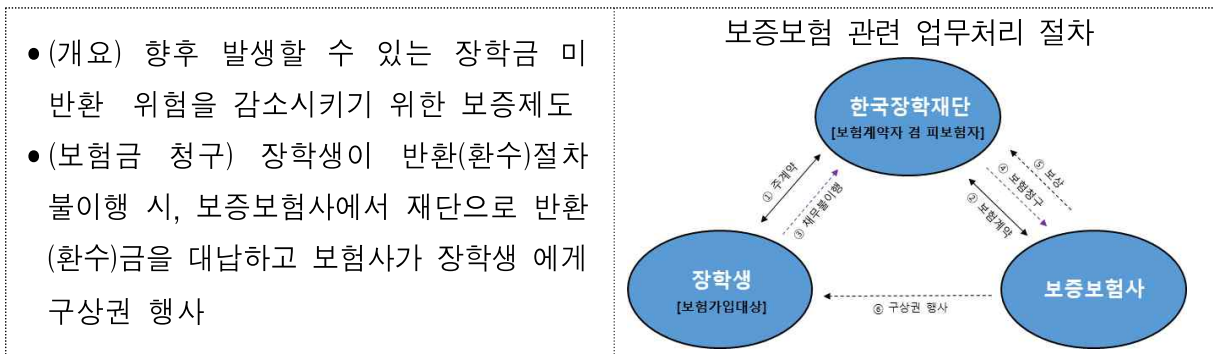 ● (개요) 향후 발생할 수 있는 장학금 미
반환 위험을 감소시키기 위한 보증제도
● (보험금 청구) 장학생이 반환(환수)절차
불이행 시, 보증보험사에서 재단으로 반환
(환수)금을 대납하고 보험사가 장학생 에게
구상권 행사
보증보험 관련 업무처리 절차
한국장학재단
[보험계약자 겸 피보험자]
① 주계약
③ 채무불이행
② 보험계약
④ 보험청구
⑤ 보상
장학생
[보험가입대상]
보증보험사
⑥ 구상권 행사